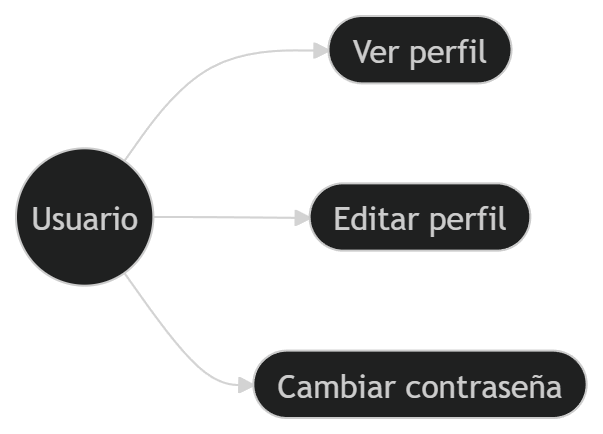 Ver perfil
Usuario
Editar perfil
Cambiar contraseña